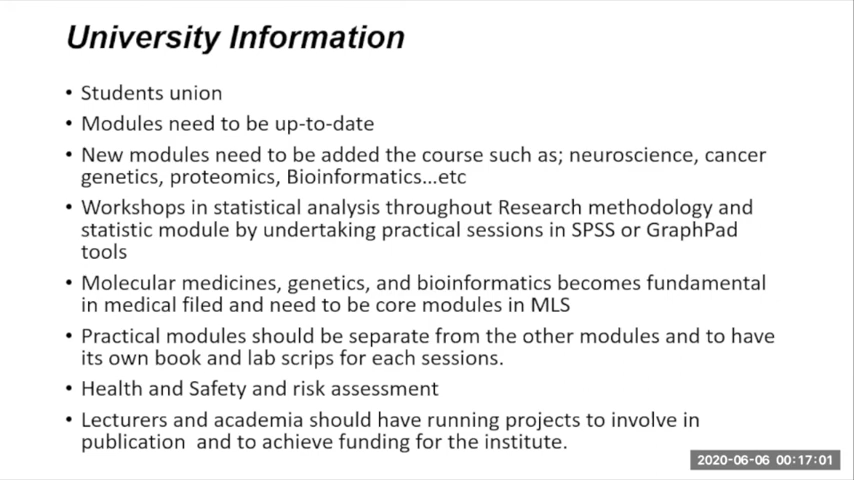 University Information
• Students union
• Modules need to be up-to-date
• New modules need to be added the course such as; neuroscience, cancer
genetics, proteomics, Bioinformatics...etc
• Workshops in statistical analysis throughout Research methodology and
statistic module by undertaking practical sessions in SPSS or GraphPad
tools
• Molecular medicines, genetics, and bioinformatics becomes fundamental
in medical filed and need to be core modules in MLS
• Practical modules should be separate from the other modules and to have
its own book and lab scrips for each sessions.
• Health and Safety and risk assessment
• Lecturers and academia should have running projects to involve in
publication and to achieve funding for the institute.
2020-06-06 00:17:01